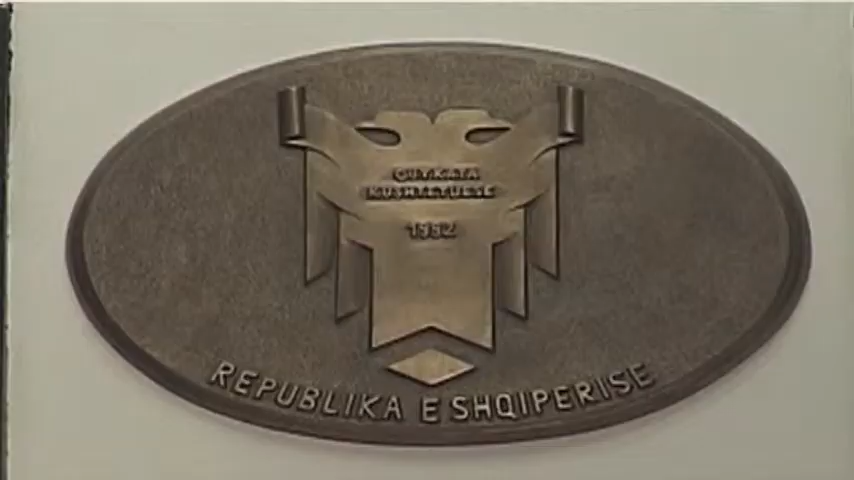 GJYKATA
KUSHTETUESE
1992
REPUBLIKA E SHQIPERISE